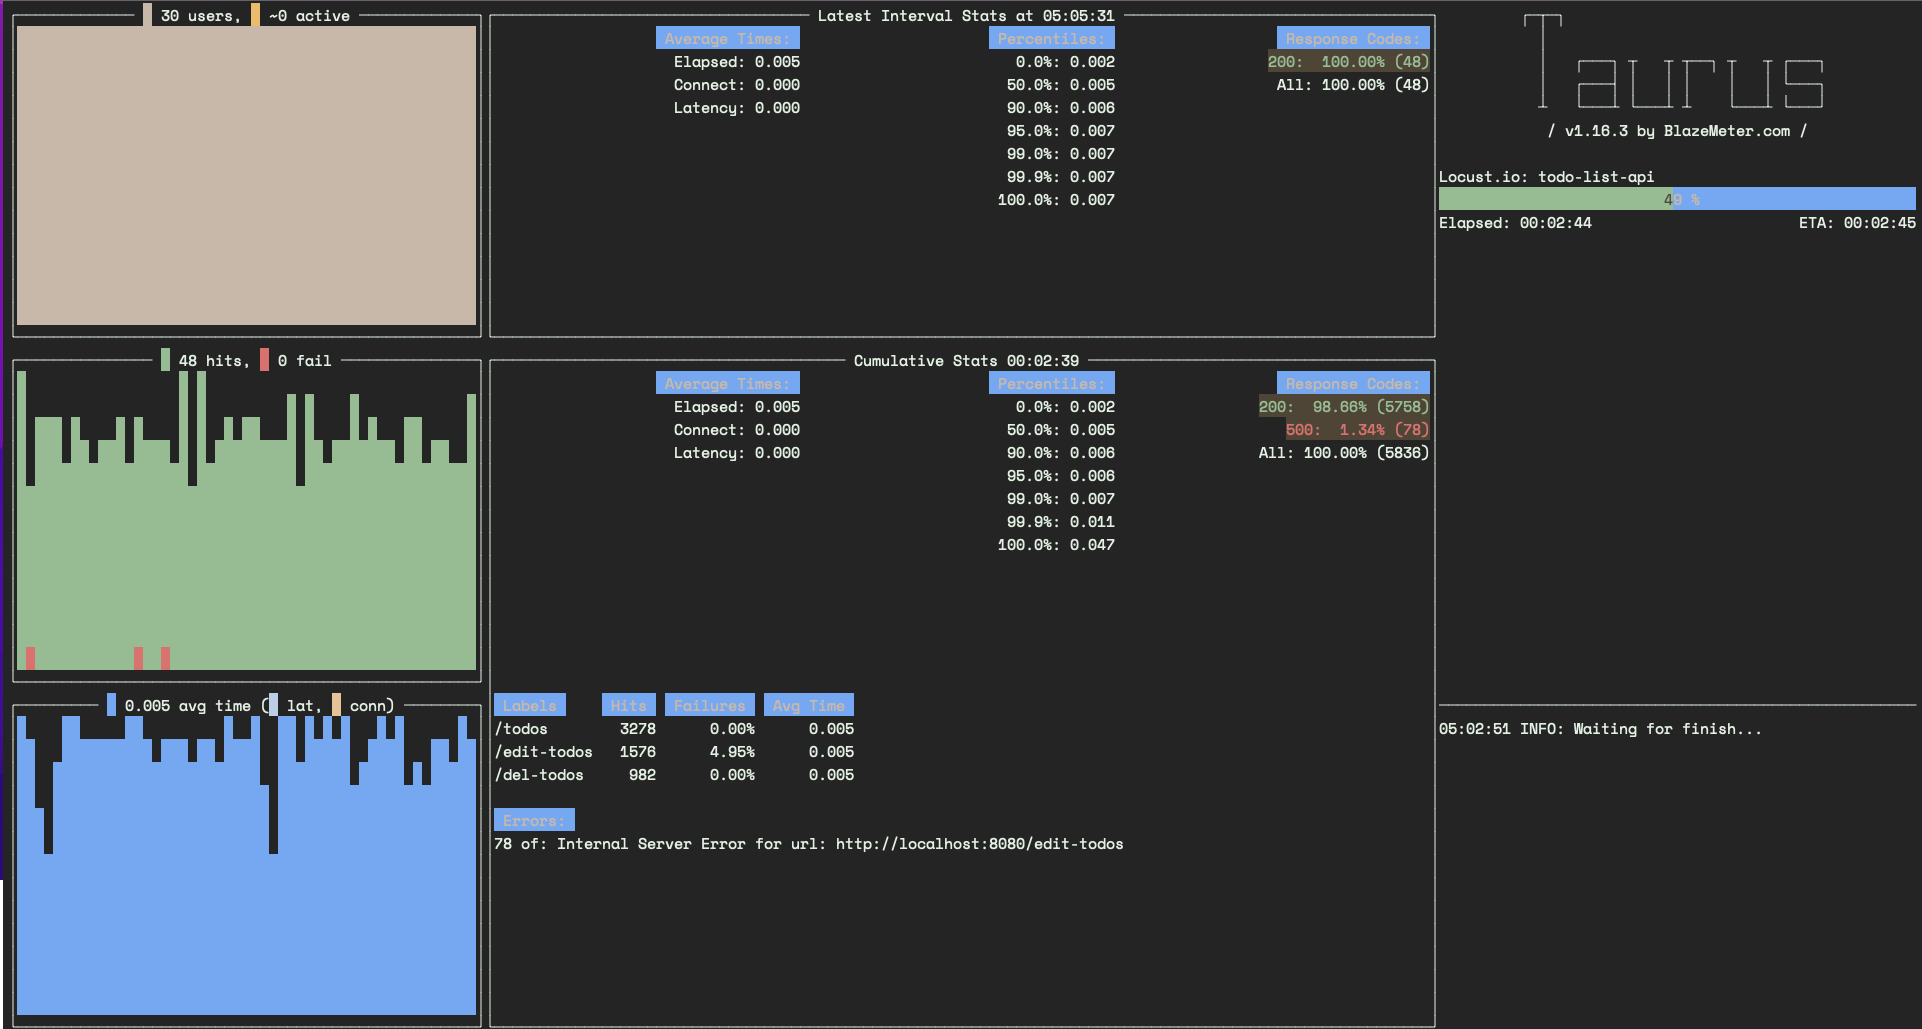 30 users, ~0 active
48 hits, 0 fail
0.005 avg time ( lat, conn)
Latest Interval Stats at 05:05:31
Average Times: Percentiles: Response Codes:
Elapsed: 0.005 0.0%: 0.002 200: 100.00% (48)
Connect: 0.000 50.0%: 0.005 All: 100.00% (48)
Latency: 0.000 90.0%: 0.006
95.0%: 0.007
99.0%: 0.007
99.9%: 0.007
100.0%: 0.007
Cumulative Stats 00:02:39
Average Times: Percentiles: Response Codes:
Elapsed: 0.005 0.0%: 0.002 200: 98.66% (5758)
Connect: 0.000 50.0%: 0.005 500: 1.34% (78)
Latency: 0.000 90.0%: 0.006 All: 100.00% (5836)
95.0%: 0.006
99.0%: 0.007
99.9%: 0.011
100.0%: 0.047
Labels Hits Failures Avg Time
/todos 3278 0.00% 0.005
/edit-todos 1576 4.95% 0.005
/del-todos 982 0.00% 0.005
Errors:
78 of: Internal Server Error for url: http://localhost:8080/edit-todos
Taurus
/ v1.16.3 by BlazeMeter.com /
Locust.io: todo-list-api
49 %
Elapsed: 00:02:44 ETA: 00:02:45
05:02:51 INFO: Waiting for finish...